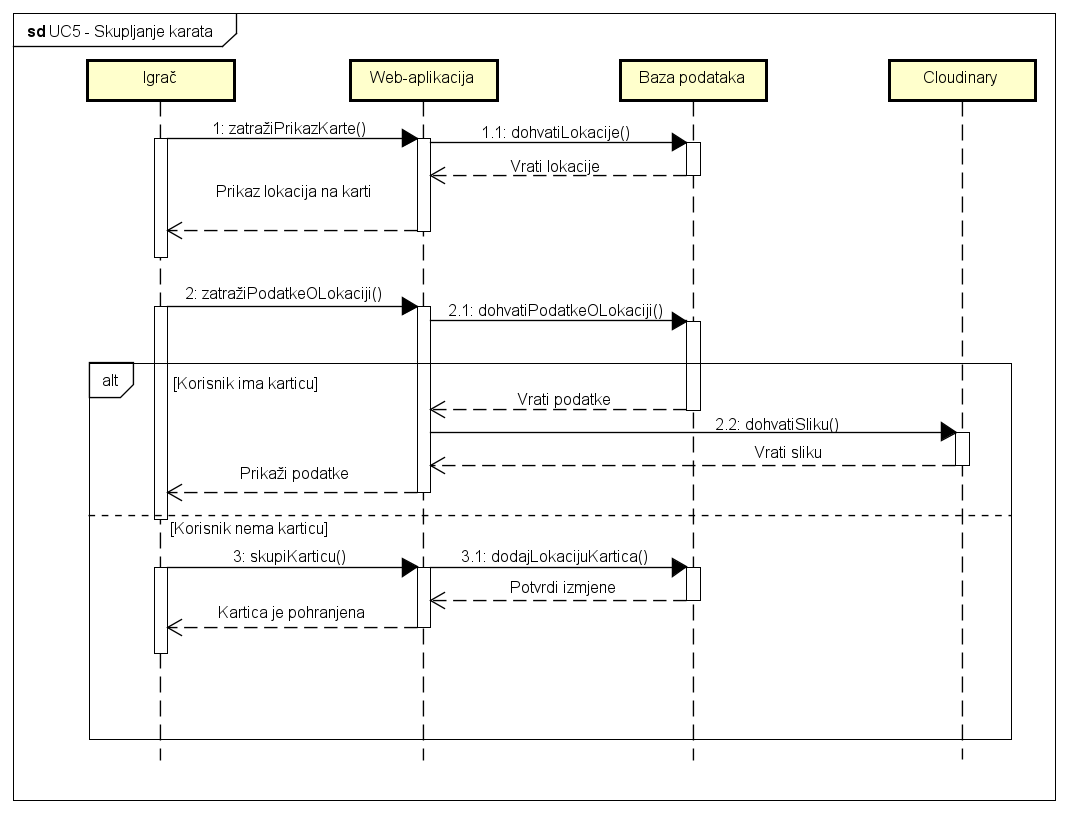 sd UC5 - Skupljanje karata
Igrač
Web-aplikacija
Baza podataka
Cloudinary
1: zatražiPrikazKarte()
1.1: dohvatiLokacije()
Vrati lokacije
Prikaz lokacija na karti
2: zatražiPodatkeOLokaciji()
2.1: dohvatiPodatkeOLokaciji()
alt
[Korisnik ima karticu]
Vrati podatke
2.2: dohvatiSliku()
Vrati sliku
Prikaži podatke
[Korisnik nema karticu]
3: skupiKarticu()
3.1: dodajLokacijuKartica()
Potvrdi izmjene
Kartica je pohranjena